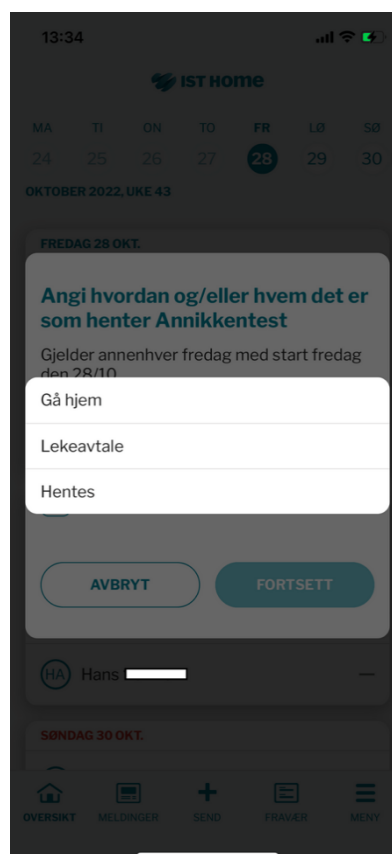 13:34
IST Home
MA TI ON TO FR LØ SØ
24 25 26 27 28 29 30
OKTOBER 2022, UKE 43
FREDAG 28 OKT.
Angi hvordan og/eller hvem det er
som henter Annikkentest
Gjelder annenhver fredag med start fredag
den 28/10
Gå hjem
Lekeavtale
Hentes
AVBRYT FORTSETT
HA Hans
SØNDAG 30 OKT.
OVERSIKT MELDINGER SEND FRAVÆR MENY